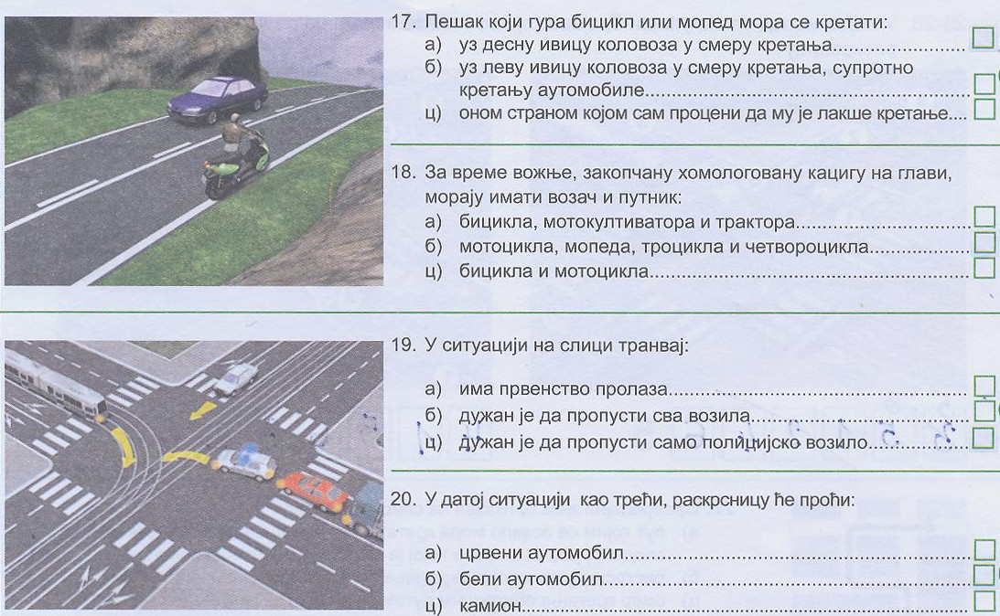 17. Пешак који гура бицикл или мопед мора се кретати:
а) уз десну ивицу коловоза у смеру кретања
б) уз леву ивицу коловоза у смеру кретања, супротно
кретању аутомобиле
ц) оном страном којом сам процени да му је лакше кретање
18. За време вожње, закопчану хомологовану кацигу на глави,
морају имати возач и путник:
а) бицикла, мотокултиватора и трактора
б) мотоцикла, мопеда, троцикла и четвороцикла
ц) бицикла и мотоцикла
19. У ситуацији на слици транвај:
а) има првенство пролаза
б) дужан је да пропусти сва возила
ц) дужан је да пропусти само полицијско возило
20. У датој ситуацији као трећи, раскрсницу ће проћи:
а) црвени аутомобил
б) бели аутомобил
ц) камион